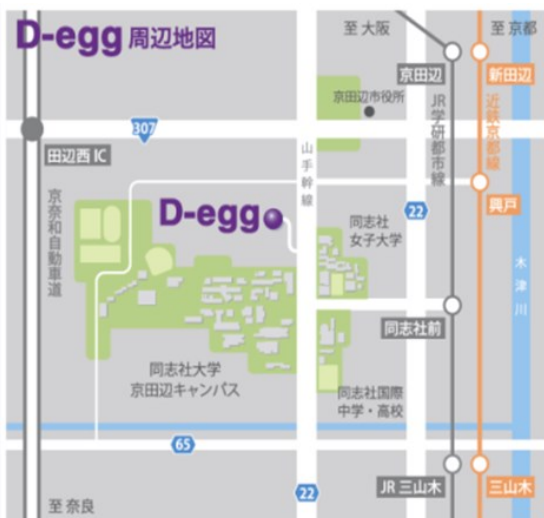 D-egg 周辺地図
至 大阪
至 京都
京田辺
新田辺
京田辺市役所
307
田辺西 IC
山手幹線
JR学研都市線
近鉄京都線
京奈和自動車道
D-egg
同志社
女子大学
22
興戸
木津川
同志社前
同志社大学
京田辺キャンパス
同志社国際
中学・高校
65
JR 三山木
三山木
22
至 奈良